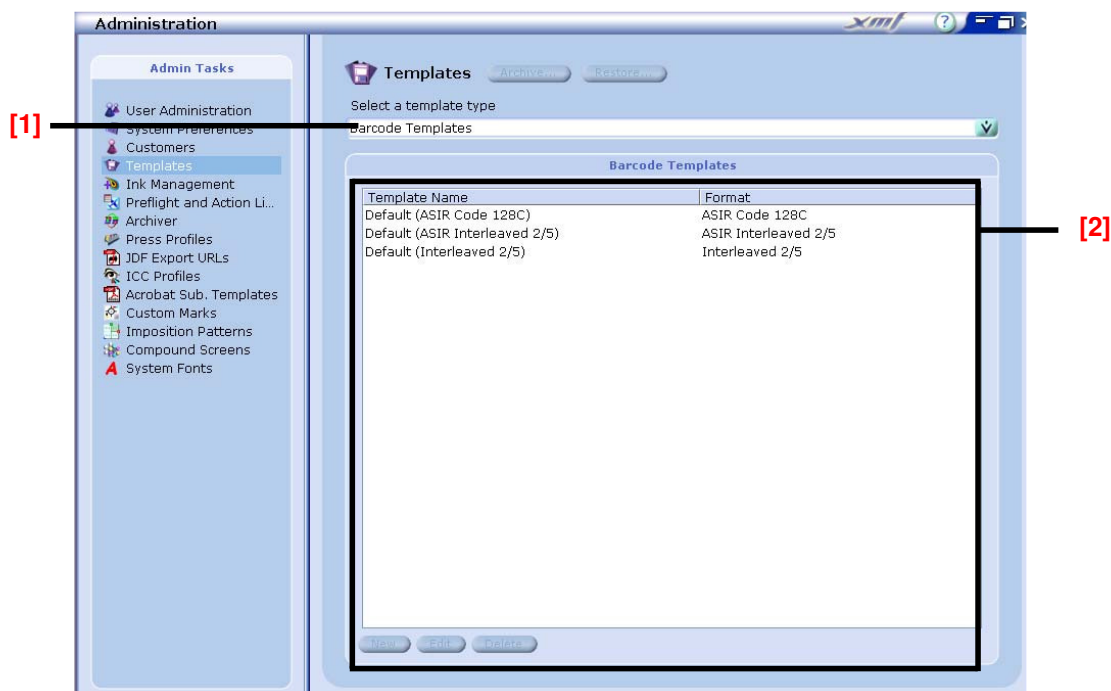 Administration
xmf
?
Admin Tasks
User Administration
System Preferences
Customers
Templates
Ink Management
Preflight and Action Li...
Archiver
Press Profiles
JDF Export URLs
ICC Profiles
Acrobat Sub. Templates
Custom Marks
Imposition Patterns
Compound Screens
System Fonts
[1]
Templates
Archive...
Restore...
Select a template type
Barcode Templates
Barcode Templates
Template Name Format
Default (ASIR Code 128C) ASIR Code 128C
Default (ASIR Interleaved 2/5) ASIR Interleaved 2/5
Default (Interleaved 2/5) Interleaved 2/5
[2]
New Edit Delete